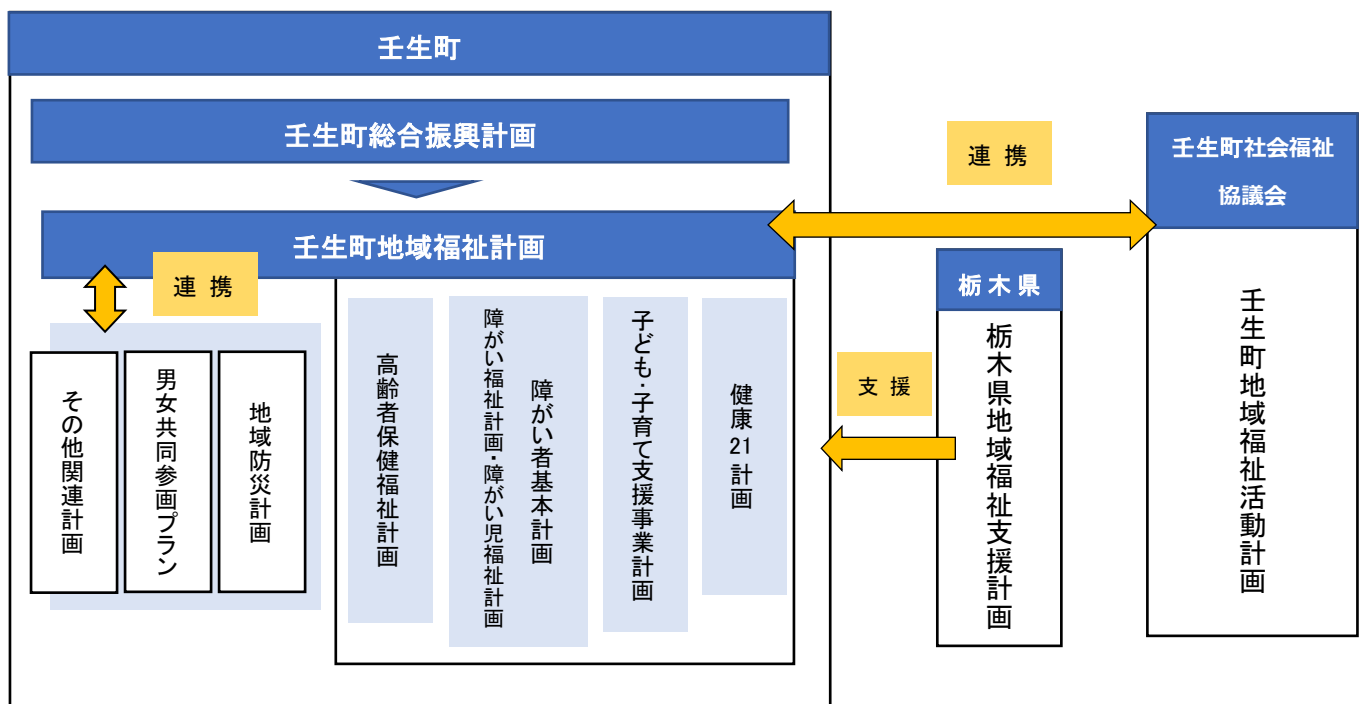 壬生町
壬生町総合振興計画
連 携
壬生町社会福祉
協議会
壬生町地域福祉計画
連 携
栃 木 県
支 援
その他関連計画
男女共同参画プラン
地域防災計画
高齢者保健福祉計画
障がい者基本計画
障がい福祉計画・障がい児福祉計画
子ども・子育て支援事業計画
健康21計画
栃木県地域福祉支援計画
壬生町地域福祉活動計画